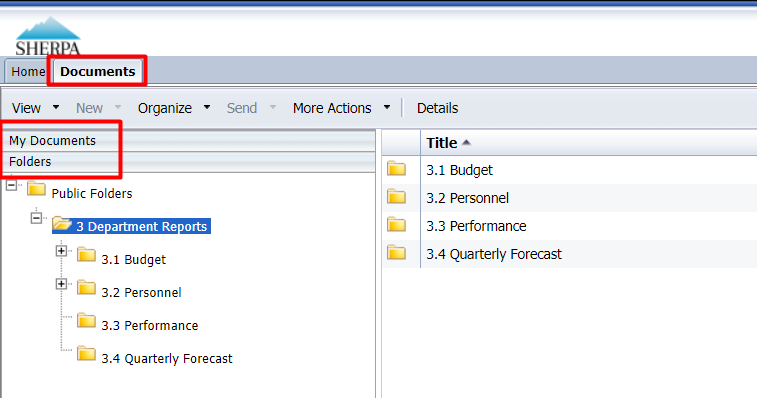 SHERPA
Home Documents
View New Organize Send More Actions Details
My Documents
Folders
Public Folders
3 Department Reports
3.1 Budget
3.2 Personnel
3.3 Performance
3.4 Quarterly Forecast
Title
3.1 Budget
3.2 Personnel
3.3 Performance
3.4 Quarterly Forecast